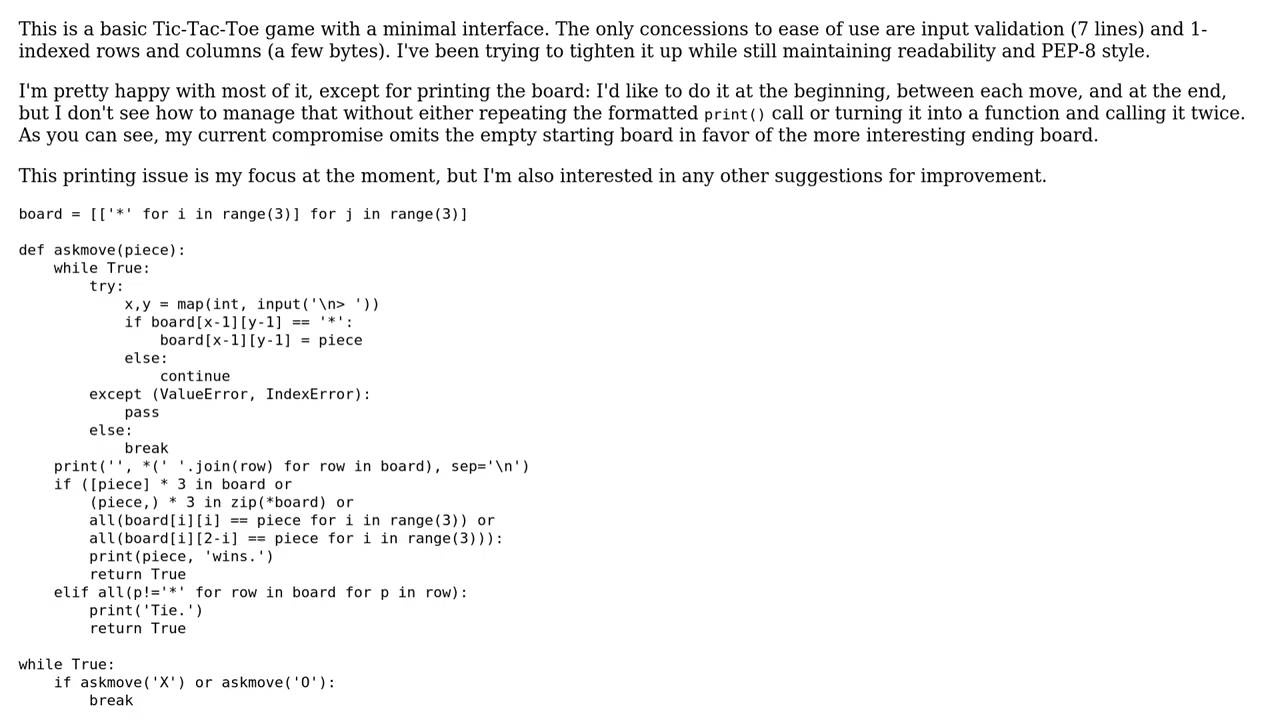 This is a basic Tic-Tac-Toe game with a minimal interface. The only concessions to ease of use are input validation (7 lines) and 1-
indexed rows and columns (a few bytes). I've been trying to tighten it up while still maintaining readability and PEP-8 style.
I'm pretty happy with most of it, except for printing the board: I'd like to do it at the beginning, between each move, and at the end,
but I don't see how to manage that without either repeating the formatted print() call or turning it into a function and calling it twice.
As you can see, my current compromise omits the empty starting board in favor of the more interesting ending board.
This printing issue is my focus at the moment, but I'm also interested in any other suggestions for improvement.
board = [['*' for i in range(3)] for j in range(3)]
def askmove(piece):
    while True:
        try:
            x,y = map(int, input('\n> '))
            if board[x-1][y-1] == '*':
                board[x-1][y-1] = piece
            else:
                continue
        except (ValueError, IndexError):
            pass
        else:
            break
    print('', *(' '.join(row) for row in board), sep='\n')
    if ([piece] * 3 in board or
        (piece,) * 3 in zip(*board) or
        all(board[i][i] == piece for i in range(3)) or
        all(board[i][2-i] == piece for i in range(3))):
        print(piece, 'wins.')
        return True
    elif all(p!='*' for row in board for p in row):
        print('Tie.')
        return True
while True:
    if askmove('X') or askmove('O'):
        break